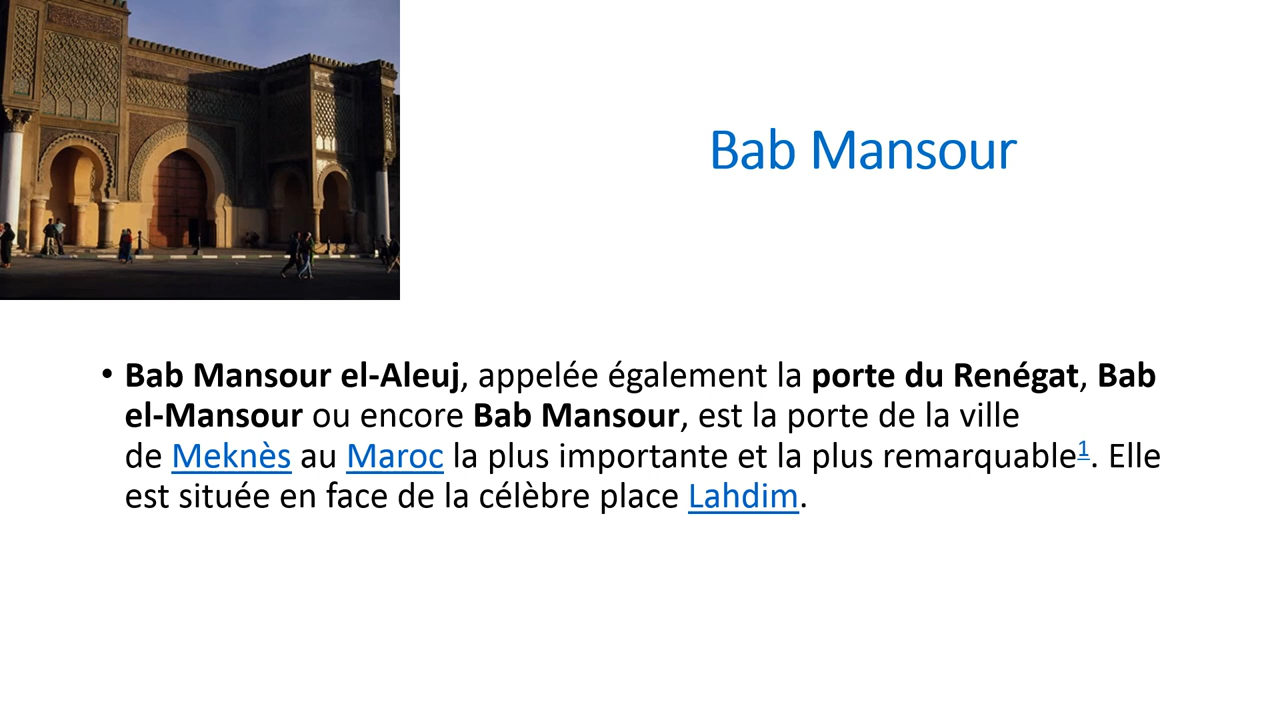 Bab Mansour
• Bab Mansour el-Aleuj, appelée également la porte du Renégat, Bab
el-Mansour ou encore Bab Mansour, est la porte de la ville
de Meknès au Maroc la plus importante et la plus remarquable1. Elle
est située en face de la célèbre place Lahdim.